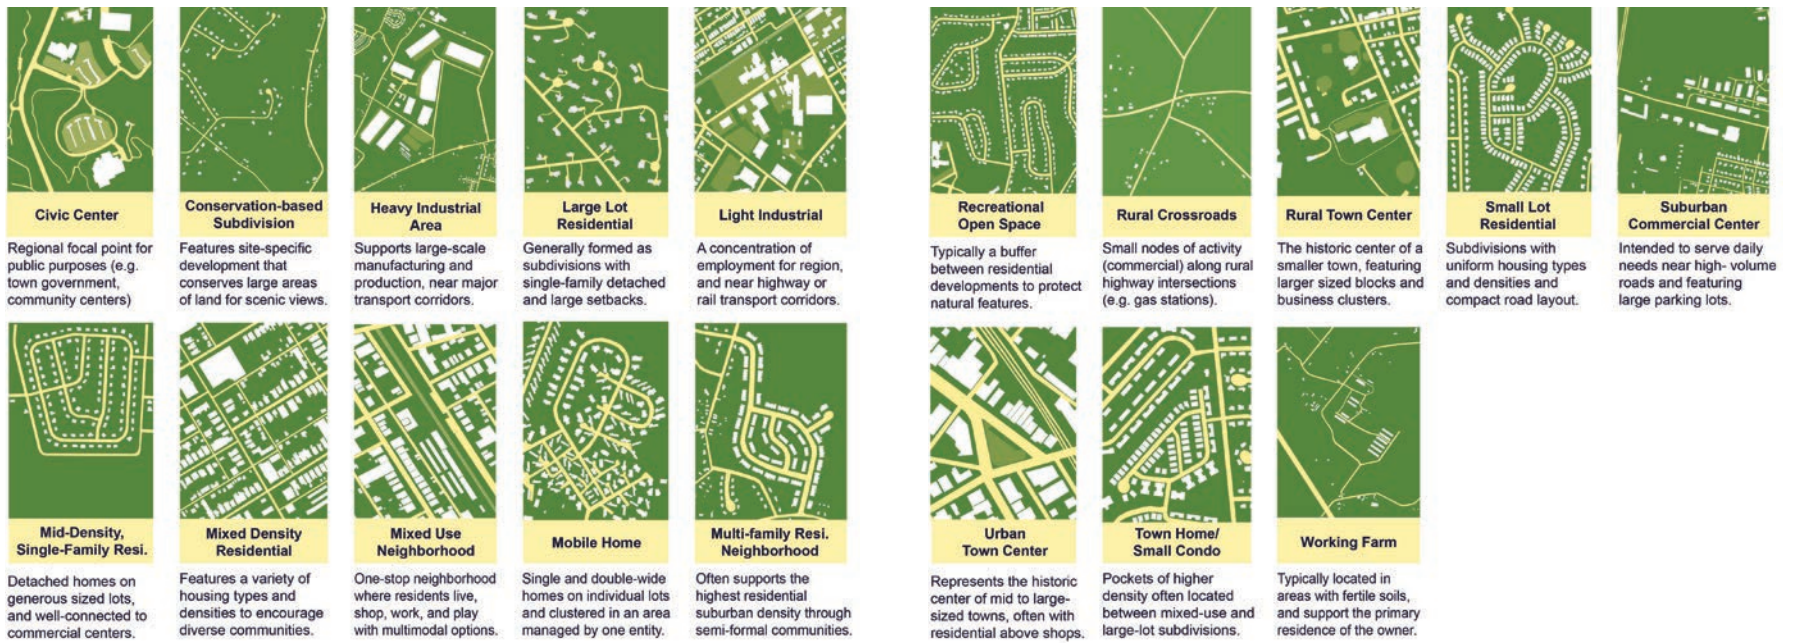 Civic Center
Regional focal point for
public purposes (e.g.
town government,
community centers)
Conservation-based
Subdivision
Features site-specific
development that
conserves large areas
of land for scenic views.
Heavy Industrial
Area
Supports large-scale
manufacturing and
production, near major
transport corridors.
Large Lot
Residential
Generally formed as
subdivisions with
single-family detached
and large setbacks.
Light Industrial
A concentration of
employment for region,
and near highway or
rail transport corridors.
Recreational
Open Space
Typically a buffer
between residential
developments to protect
natural features.
Rural Crossroads
Small nodes of activity
(commercial) along rural
highway intersections
(e.g. gas stations).
Rural Town Center
The historic center of a
smaller town, featuring
larger sized blocks and
business clusters.
Small Lot
Residential
Subdivisions with
uniform housing types
and densities and
compact road layout.
Suburban
Commercial Center
Intended to serve daily
needs near high- volume
roads and featuring
large parking lots.
Mid-Density,
Single-Family Resi.
Detached homes on
generous sized lots,
and well-connected to
commercial centers.
Mixed Density
Residential
Features a variety of
housing types and
densities to encourage
diverse communities.
Mixed Use
Neighborhood
One-stop neighborhood
where residents live,
shop, work, and play
with multimodal options.
Mobile Home
Single and double-wide
homes on individual lots
and clustered in an area
managed by one entity.
Multi-family Resi.
Neighborhood
Often supports the
highest residential
suburban density through
semi-formal communities.
Urban
Town Center
Represents the historic
center of mid to large-
sized towns, often with
residential above shops.
Town Home/
Small Condo
Pockets of higher
density often located
between mixed-use and
large-lot subdivisions.
Working Farm
Typically located in
areas with fertile soils,
and support the primary
residence of the owner.